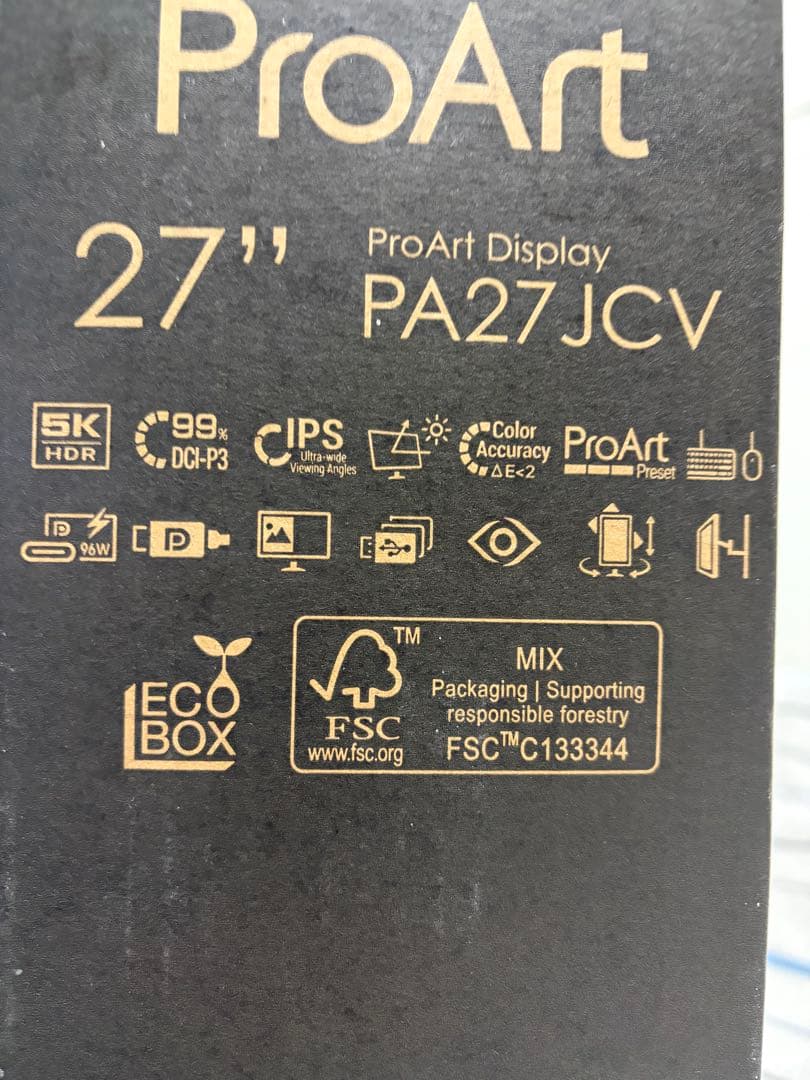 ProArt
27”
ProArt Display
PA27JCV
5K
HDR
99%
DCI-P3
IPS
Ultra-wide
Viewing Angles
Color
Accuracy
ΔE<2
ProArt
Preset
96W
ECO
BOX
TM
FSC
www.fsc.org
MIX
Packaging | Supporting
responsible forestry
FSC™C133344